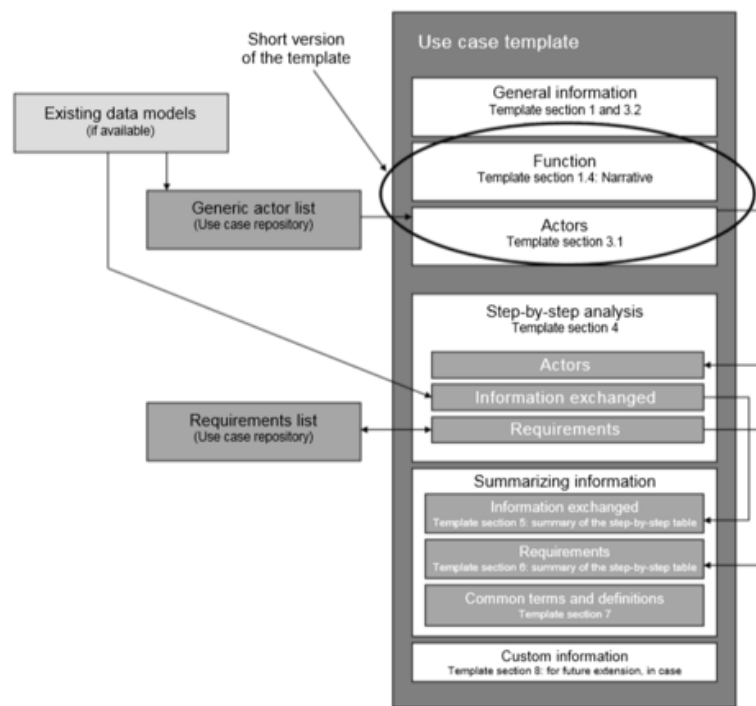 Short version
of the template
Use case template
General information
Template section 1 and 3.2
Existing data models
(if available)
Function
Template section 1.4: Narrative
Generic actor list
(Use case repository)
Actors
Template section 3.1
Step-by-step analysis
Template section 4
Actors
Information exchanged
Requirements list
(Use case repository)
Requirements
Summarizing information
Information exchanged
Template section 5: summary of the step-by-step table
Requirements
Template section 6: summary of the step-by-step table
Common terms and definitions
Template section 7
Custom information
Template section 8: for future extension, in case